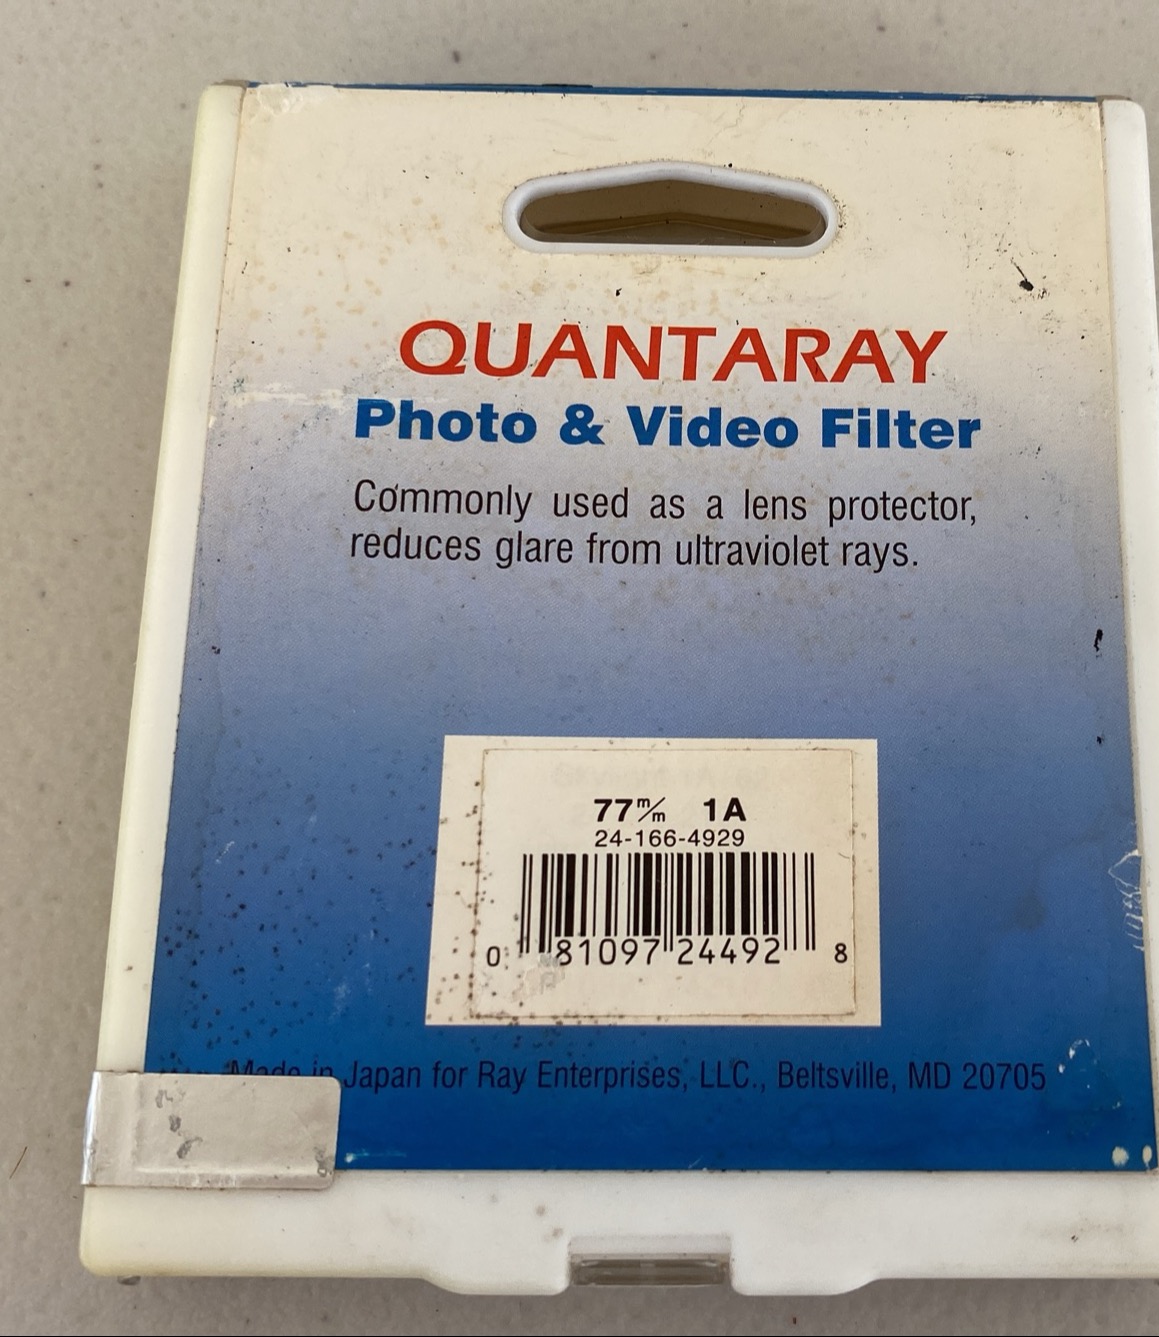 QUANTARAY
Photo & Video Filter
Commonly used as a lens protector,
reduces glare from ultraviolet rays.
77 m/m 1A
24-166-4929
0 81097 24492 8
Made in Japan for Ray Enterprises, LLC., Beltsville, MD 20705